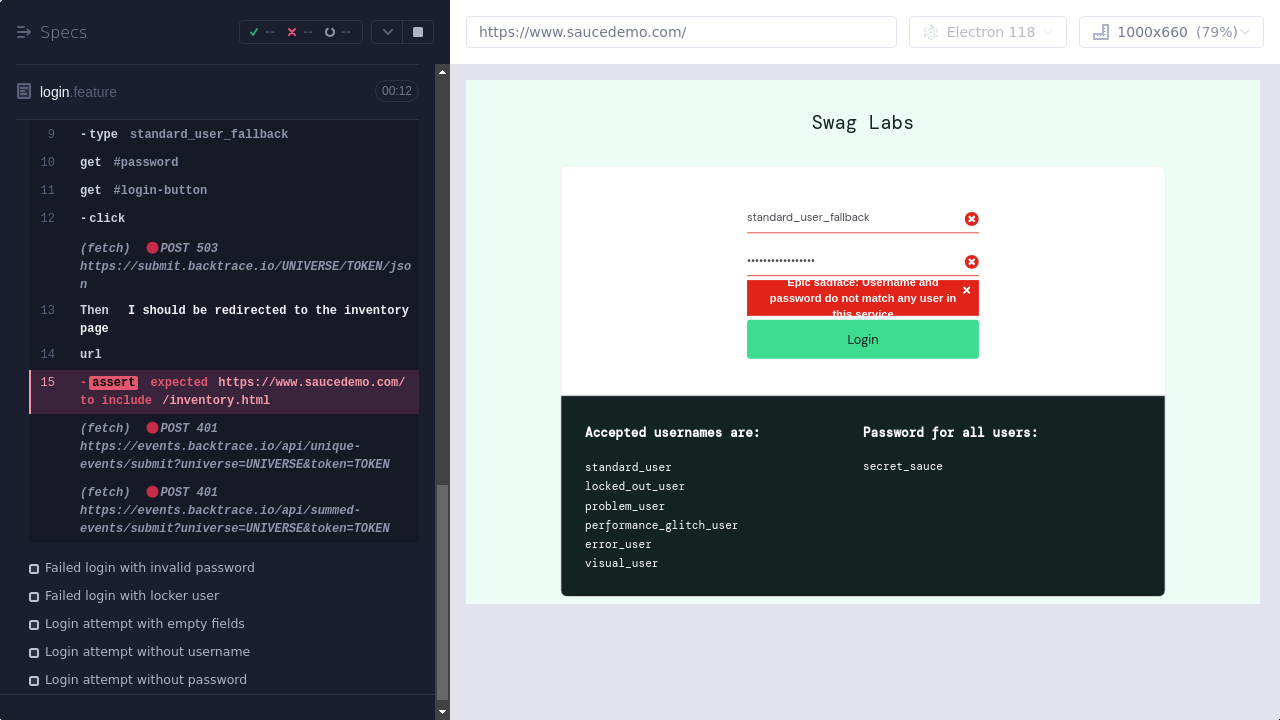 Specs
-- -- --
login.feature
00:12
9 -type standard_user_fallback
10 get #password
11 get #login-button
12 -click
(fetch) POST 503
https://submit.backtrace.io/UNIVERSE/TOKEN/jso
n
13 Then I should be redirected to the inventory
page
14 url
15 -assert expected https://www.saucedemo.com/
to include /inventory.html
(fetch) POST 401
https://events.backtrace.io/api/unique-
events/submit?universe=UNIVERSE&token=TOKEN
(fetch) POST 401
https://events.backtrace.io/api/summed-
events/submit?universe=UNIVERSE&token=TOKEN
Failed login with invalid password
Failed login with locker user
Login attempt with empty fields
Login attempt without username
Login attempt without password
https://www.saucedemo.com/
Electron 118
1000x660 (79%)
Swag Labs
standard_user_fallback
•••••••••••••••••
Epic sadface: Username and
password do not match any user in
this service
Login
Accepted usernames are:
standard_user
locked_out_user
problem_user
performance_glitch_user
error_user
visual_user
Password for all users:
secret_sauce